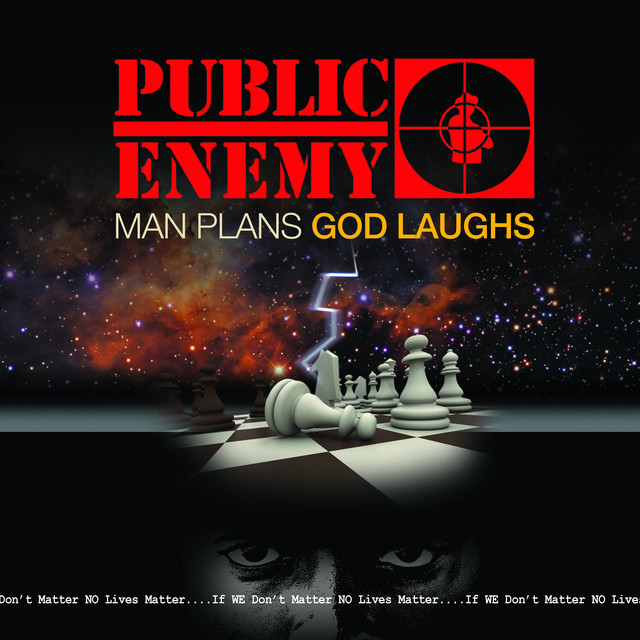 PUBLIC
ENEMY
MAN PLANS GOD LAUGHS
Don't Matter NO Lives Matter....If WE Don't Matter NO Lives Matter....If WE Don't Matter NO Lives